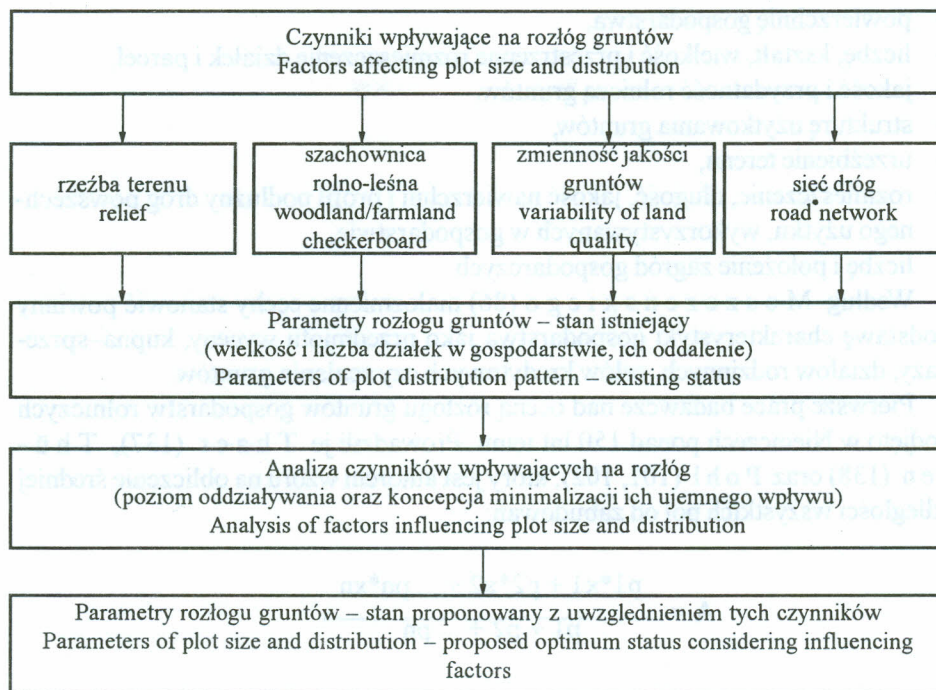 Czynniki wpływające na rozłóg gruntów
Factors affecting plot size and distribution
rzeźba terenu
relief
szachownica
rolno-leśna
woodland/farmland
checkerboard
zmienność jakości
gruntów
variability of land
quality
sieć dróg
road network
Parametry rozłogu gruntów – stan istniejący
(wielkość i liczba działek w gospodarstwie, ich oddalenie)
Parameters of plot distribution pattern – existing status
Analiza czynników wpływających na rozłóg
(poziom oddziaływania oraz koncepcja minimalizacji ich ujemnego wpływu)
Analysis of factors influencing plot size and distribution
Parametry rozłogu gruntów – stan proponowany z uwzględnieniem tych czynników
Parameters of plot size and distribution – proposed optimum status considering influencing
factors